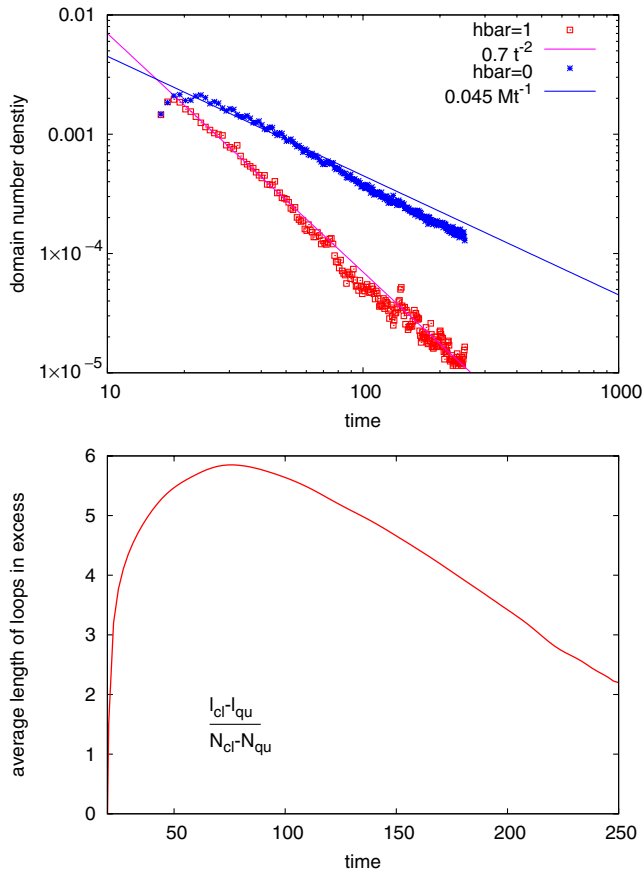 0.01
0.001
1×10⁻⁴
1×10⁻⁵
domain number denstiy
hbar=1
0.7 t⁻²
hbar=0
0.045 Mt⁻¹
10 100 1000
time
6
5
4
3
2
1
0
average length of loops in excess
l_cl-l_qu
N_cl-N_qu
50 100 150 200 250
time